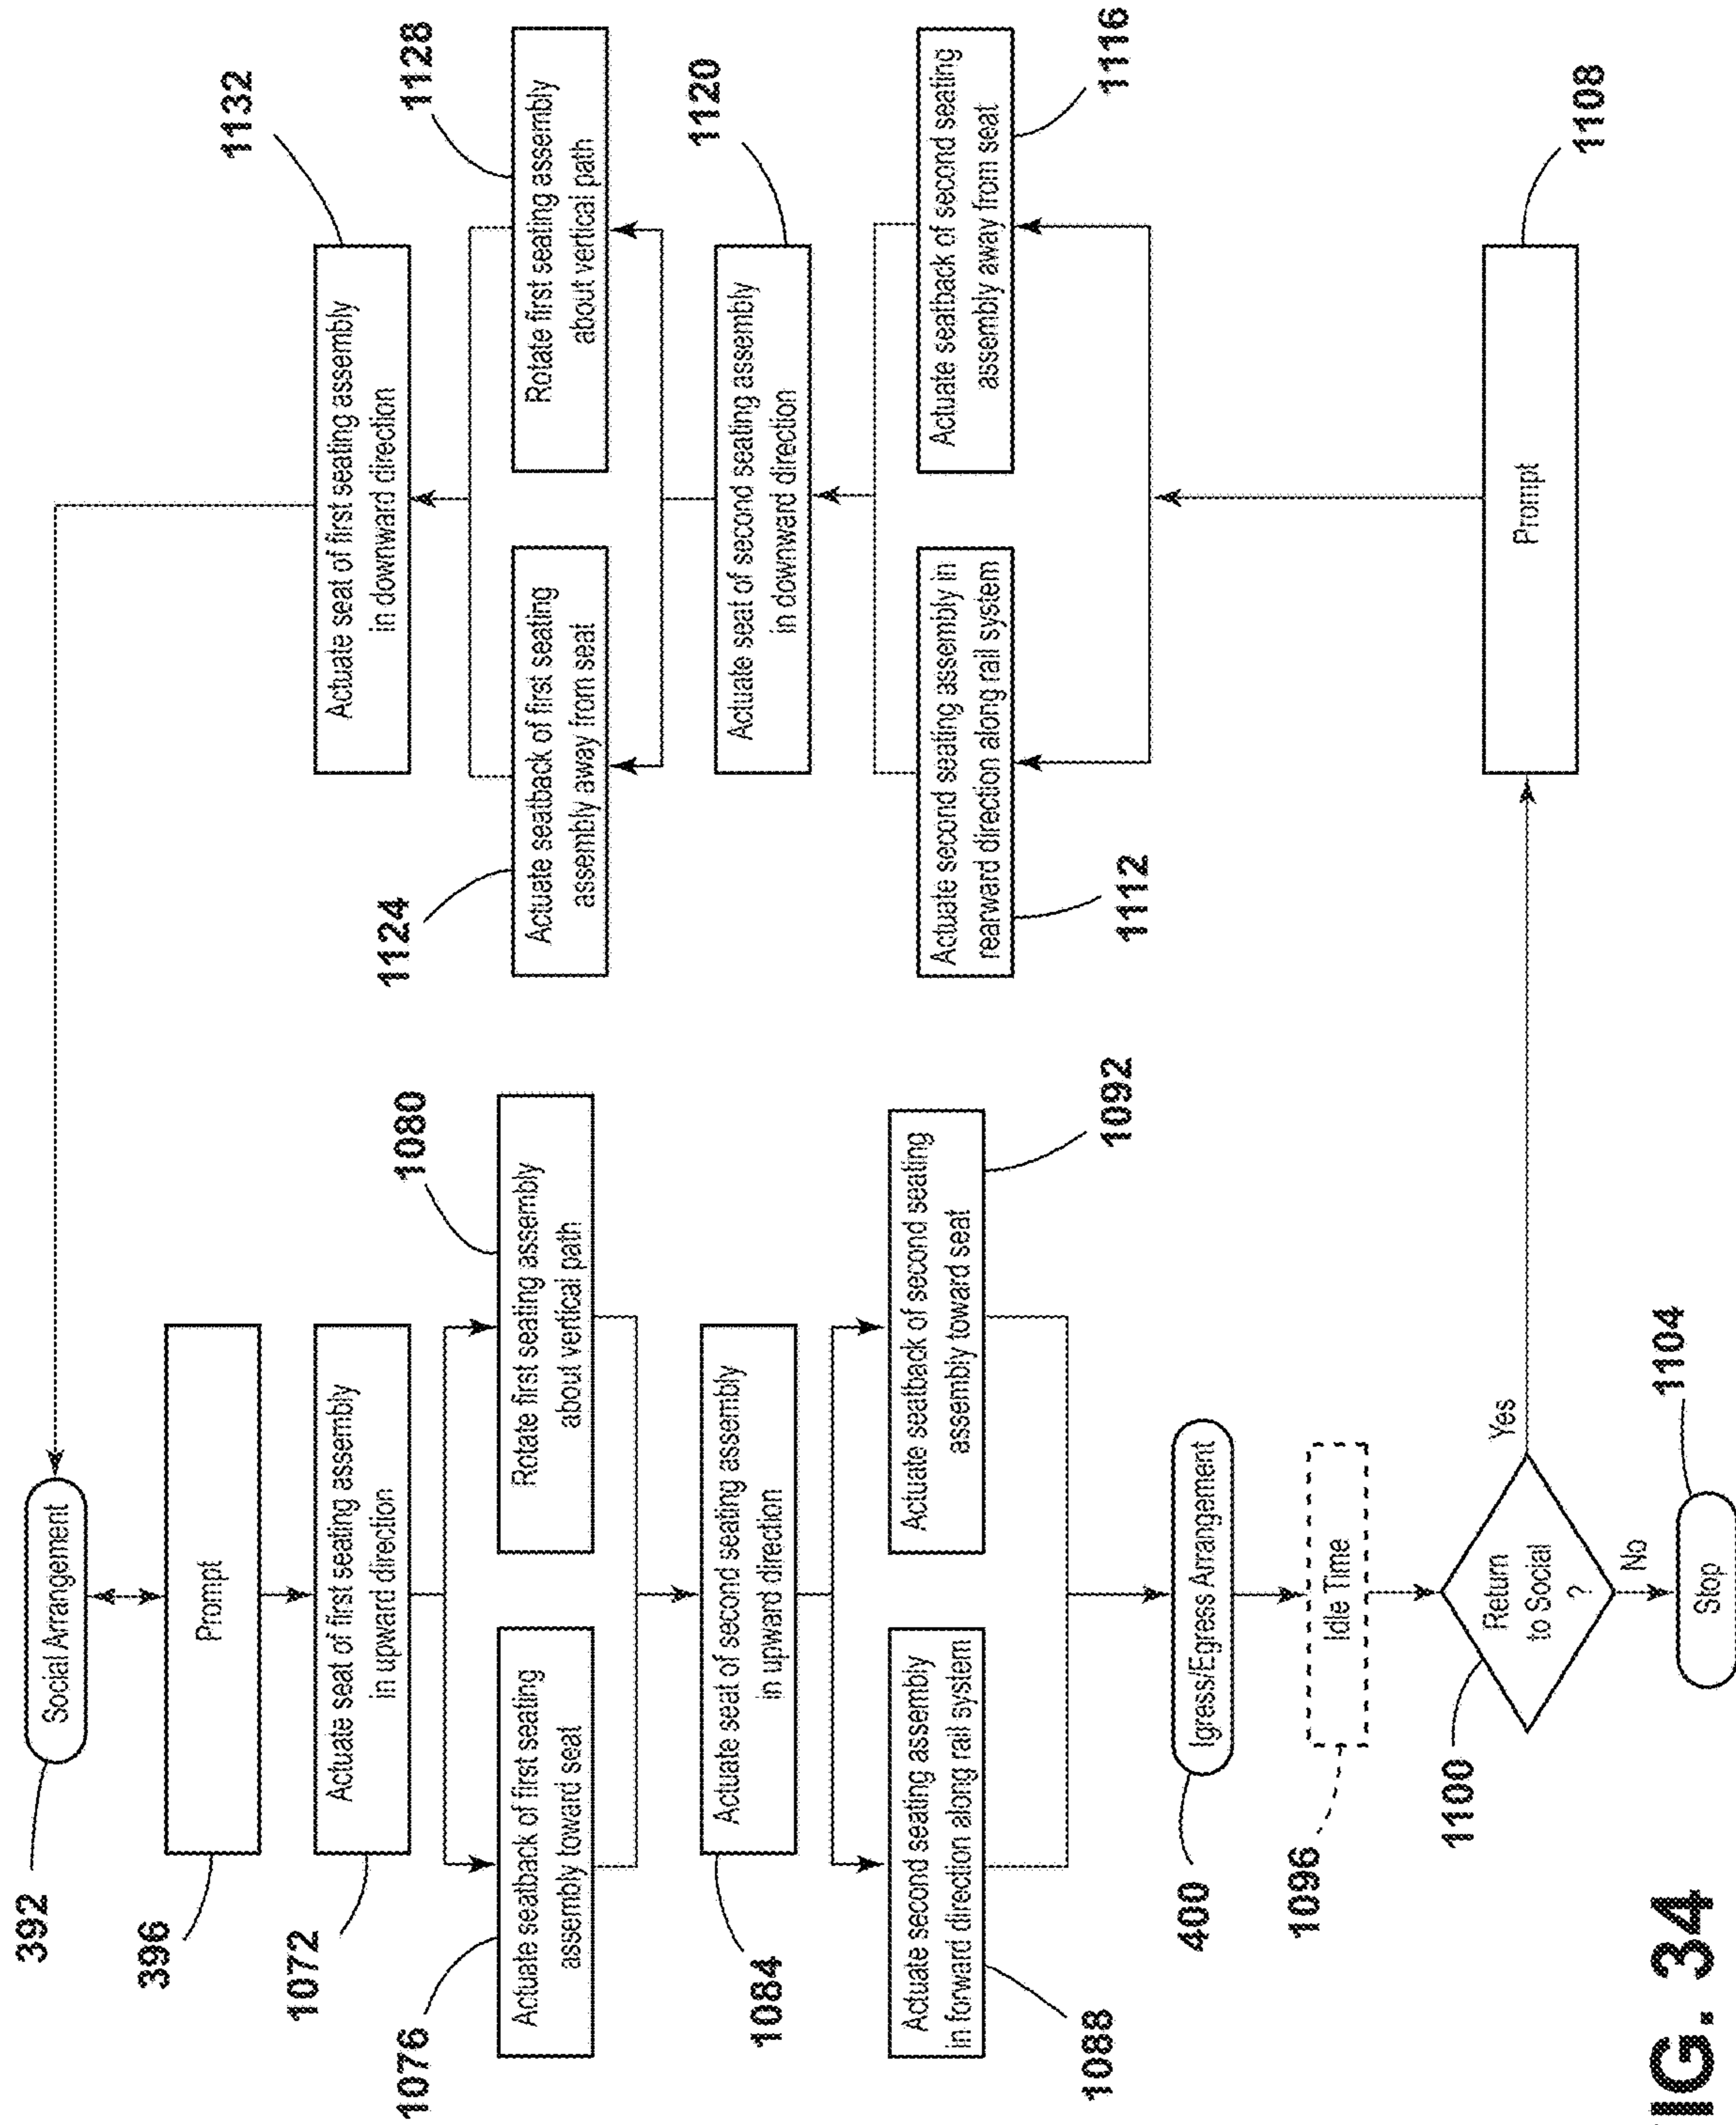 392
Social Arrangement
396
Prompt
1072
Actuate seat of first seating assembly
in upward direction
1076
Actuate seatback of first seating
assembly toward seat
1080
Rotate first seating assembly
about vertical path
1084
Actuate seat of second seating assembly
in upward direction
1088
Actuate second seating assembly
in forward direction along rail system
1092
Actuate seatback of second seating
assembly toward seat
400
Igress/Egress Arrangement
1096
Idle Time
1100
Return
to Social
?
Yes
No
1104
Stop
1132
Actuate seat of first seating assembly
in downward direction
1124
Actuate seatback of first seating
assembly away from seat
1128
Rotate first seating assembly
about vertical path
1120
Actuate seat of second seating assembly
in downward direction
1112
Actuate second seating assembly in
rearward direction along rail system
1116
Actuate seatback of second seating
assembly away from seat
1108
Prompt
IG. 34